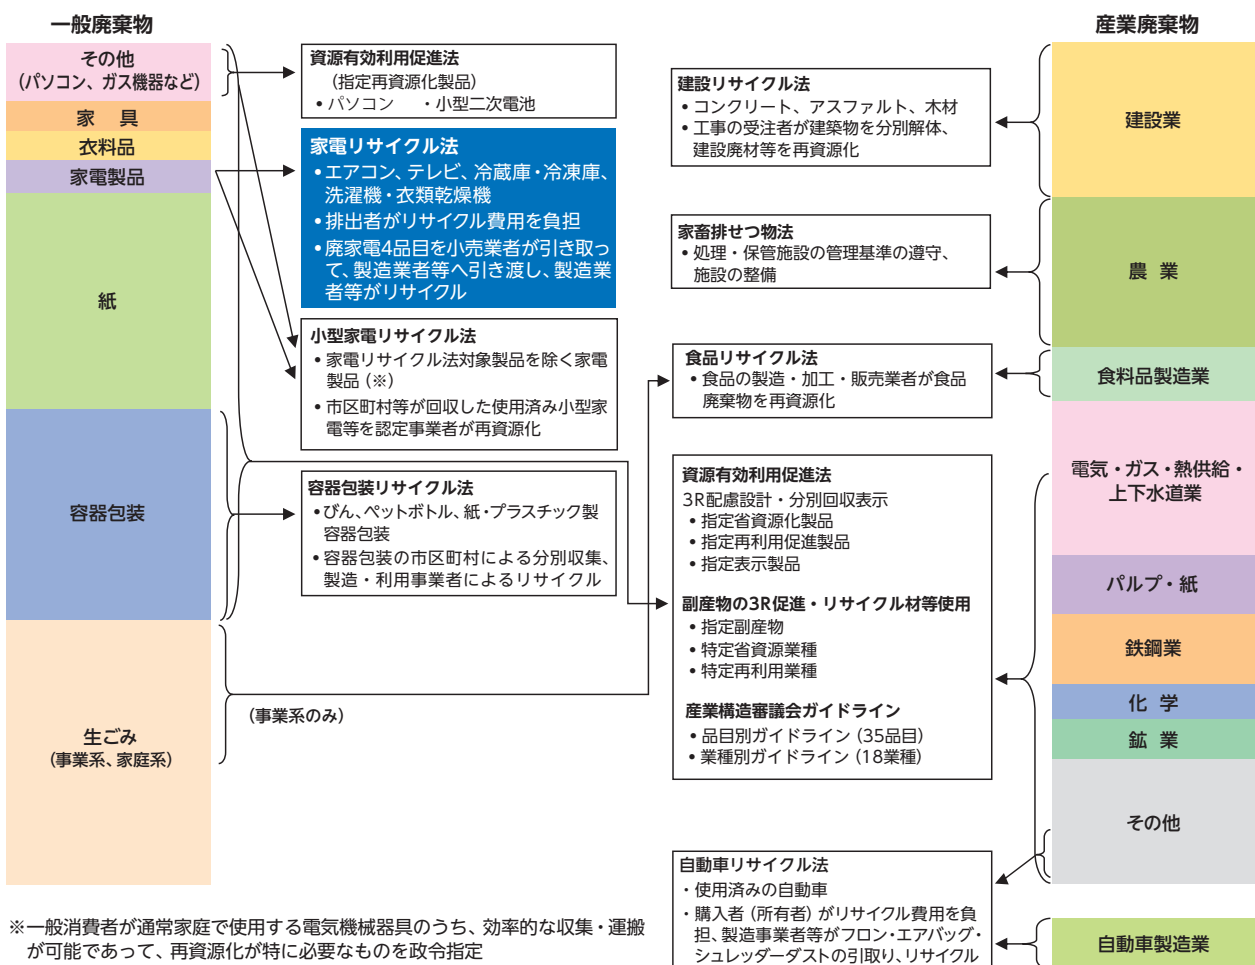 一般廃棄物
その他
（パソコン、ガス機器など）
家　具
衣料品
家電製品
紙
容器包装
生ごみ
（事業系、家庭系）
資源有効利用促進法
（指定再資源化製品）
• パソコン　・小型二次電池
家電リサイクル法
• エアコン、テレビ、冷蔵庫・冷凍庫、
洗濯機・衣類乾燥機
• 排出者がリサイクル費用を負担
• 廃家電4品目を小売業者が引き取っ
て、製造業者等へ引き渡し、製造業
者等がリサイクル
小型家電リサイクル法
• 家電リサイクル法対象製品を除く家電
製品（※）
• 市区町村等が回収した使用済み小型家
電等を認定事業者が再資源化
容器包装リサイクル法
• びん、ペットボトル、紙・プラスチック製
容器包装
• 容器包装の市区町村による分別収集、
製造・利用事業者によるリサイクル
（事業系のみ）
建設リサイクル法
• コンクリート、アスファルト、木材
• 工事の受注者が建築物を分別解体、
建設廃材等を再資源化
家畜排せつ物法
• 処理・保管施設の管理基準の遵守、
施設の整備
食品リサイクル法
• 食品の製造・加工・販売業者が食品
廃棄物を再資源化
資源有効利用促進法
3R配慮設計・分別回収表示
• 指定省資源化製品
• 指定再利用促進製品
• 指定表示製品
副産物の3R促進・リサイクル材等使用
• 指定副産物
• 特定省資源業種
• 特定再利用業種
産業構造審議会ガイドライン
• 品目別ガイドライン（35品目）
• 業種別ガイドライン（18業種）
自動車リサイクル法
・使用済みの自動車
・購入者（所有者）がリサイクル費用を負
担、製造事業者等がフロン・エアバッグ・
シュレッダーダストの引取り、リサイクル
産業廃棄物
建設業
農　業
食料品製造業
電気・ガス・熱供給・
上下水道業
パルプ・紙
鉄鋼業
化　学
鉱　業
その他
自動車製造業
※一般消費者が通常家庭で使用する電気機械器具のうち、効率的な収集・運搬
が可能であって、再資源化が特に必要なものを政令指定